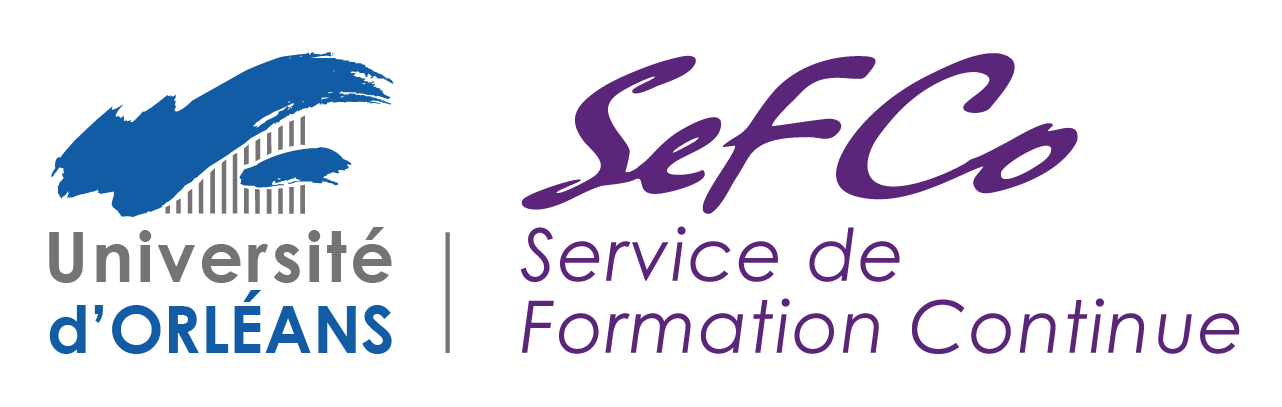 Université
d'ORLÉANS
SeFCo
Service de
Formation Continue